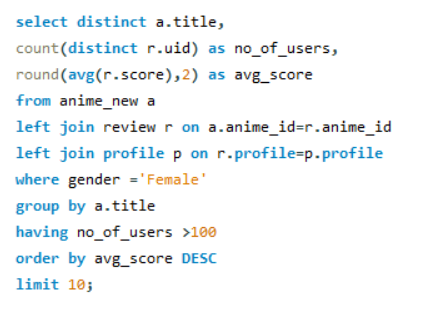 select distinct a.title,
count(distinct r.uid) as no_of_users,
round(avg(r.score),2) as avg_score
from anime_new a
left join review r on a.anime_id=r.anime_id
left join profile p on r.profile=p.profile
where gender ='Female'
group by a.title
having no_of_users >100
order by avg_score DESC
limit 10;